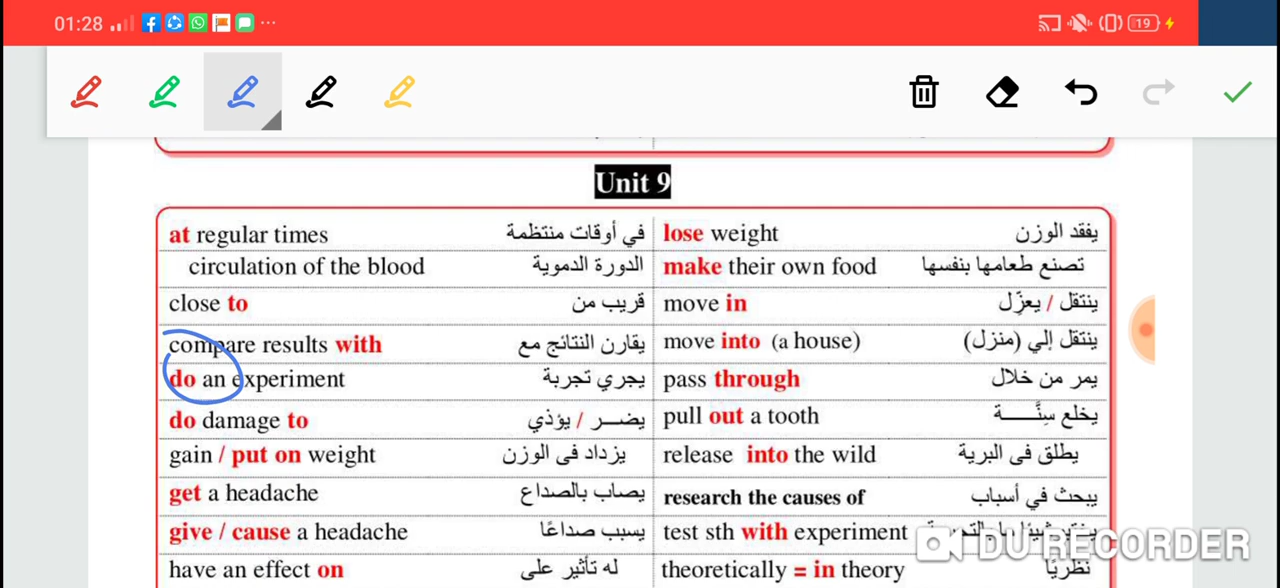 01:28
19
Unit 9
at regular times في أوقات منتظمة lose weight يفقد الوزن
circulation of the blood الدورة الدموية make their own food تصنع طعامها بنفسها
close to قريب من move in ينتقل / يعزّل
compare results with يقارن النتائج مع move into (a house) ينتقل إلي (منزل)
do an experiment يجري تجربة pass through يمر من خلال
do damage to يضـــر / يؤذي pull out a tooth يخلع سِنَّـــــة
gain / put on weight يزداد فى الوزن release into the wild يطلق فى البرية
get a headache يصاب بالصداع research the causes of يبحث في أسباب
give / cause a headache يسبب صداعًا test sth with experiment
have an effect on له تأثير على theoretically = in theory نظريًا
DU RECORDER